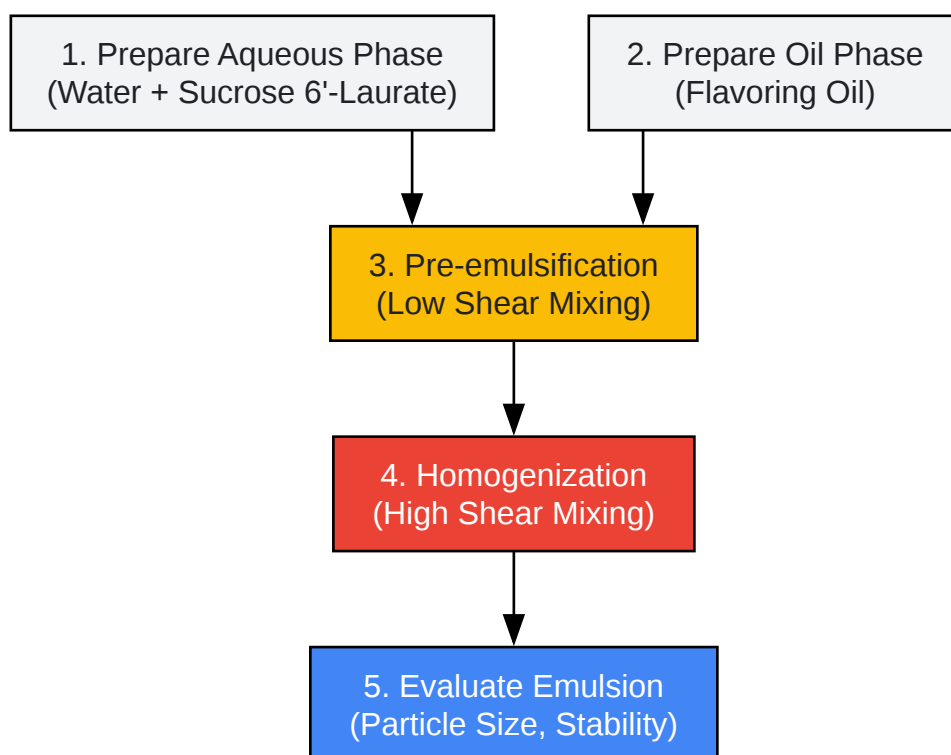 1. Prepare Aqueous Phase
(Water + Sucrose 6'-Laurate)
2. Prepare Oil Phase
(Flavoring Oil)
3. Pre-emulsification
(Low Shear Mixing)
4. Homogenization
(High Shear Mixing)
5. Evaluate Emulsion
(Particle Size, Stability)